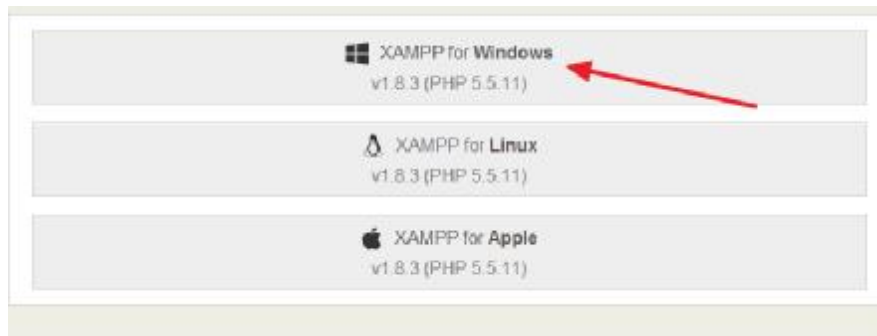 XAMPP for Windows
v1.8.3 (PHP 5.5.11)
XAMPP for Linux
v1.8.3 (PHP 5.5.11)
XAMPP for Apple
v1.8.3 (PHP 5.5.11)